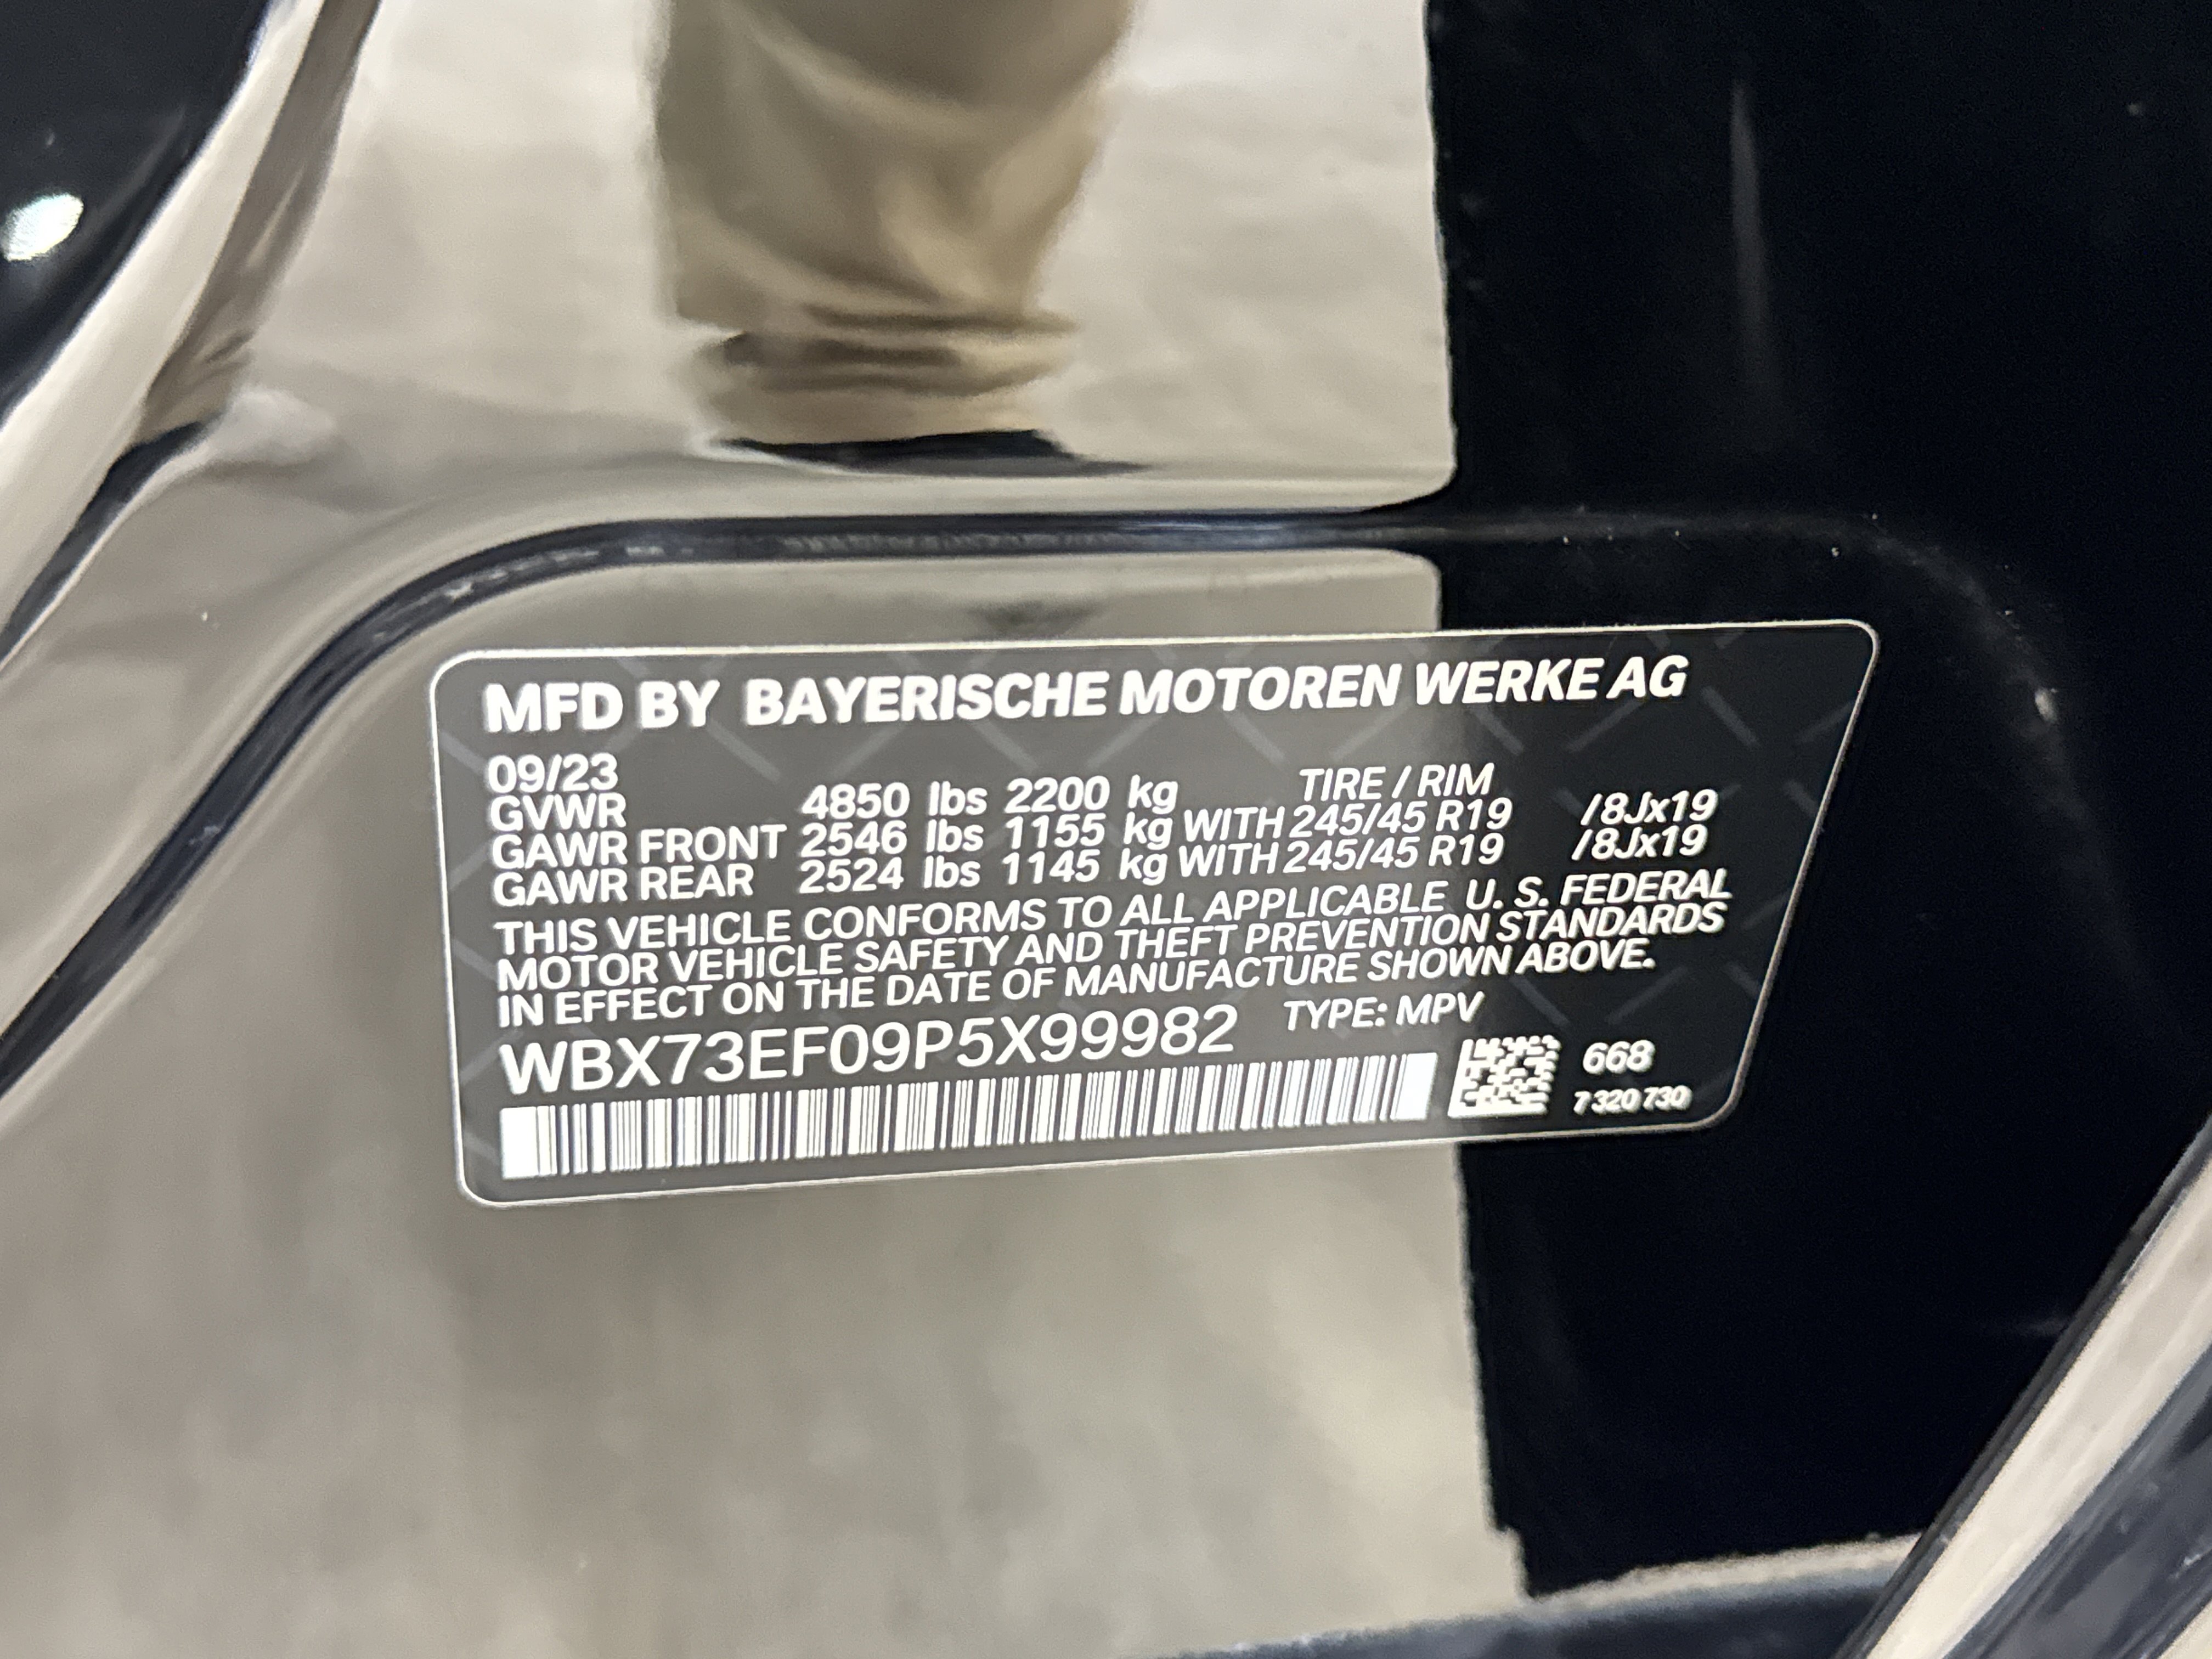 MFD BY BAYERISCHE MOTOREN WERKE AG
09/23
GVWR 4850 lbs 2200 kg TIRE / RIM
GAWR FRONT 2546 lbs 1155 kg WITH 245/45 R19 /8Jx19
GAWR REAR 2524 lbs 1145 kg WITH 245/45 R19 /8Jx19
THIS VEHICLE CONFORMS TO ALL APPLICABLE U. S. FEDERAL
MOTOR VEHICLE SAFETY AND THEFT PREVENTION STANDARDS
IN EFFECT ON THE DATE OF MANUFACTURE SHOWN ABOVE.
WBX73EF09P5X99982 TYPE: MPV
668
7 320 730